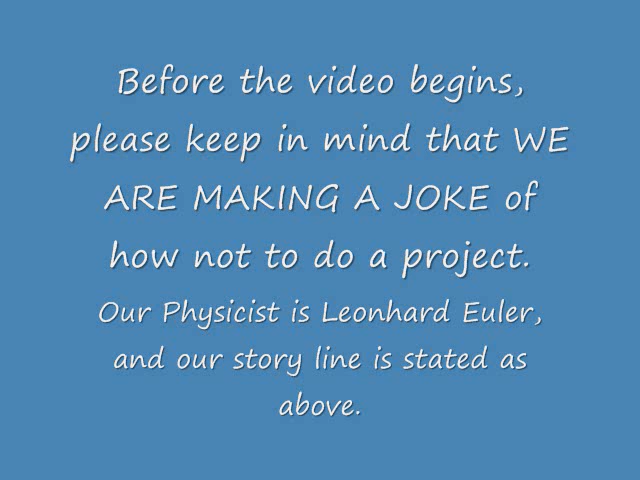 Before the video begins,
please keep in mind that WE
ARE MAKING A JOKE of
how not to do a project.
Our Physicist is Leonhard Euler,
and our story line is stated as
above.